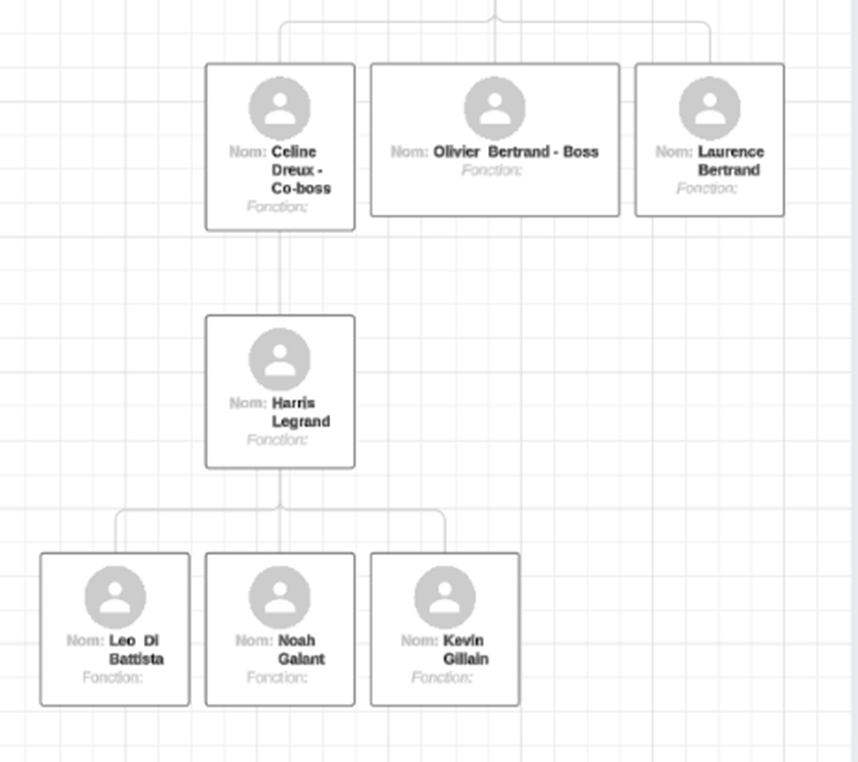 Nom: Celine
Dreux -
Co-boss
Fonction:
Nom: Olivier Bertrand - Boss
Fonction:
Nom: Laurence
Bertrand
Fonction:
Nom: Harris
Legrand
Fonction:
Nom: Leo Di
Battista
Fonction:
Nom: Noah
Galant
Fonction:
Nom: Kevin
Gillain
Fonction: